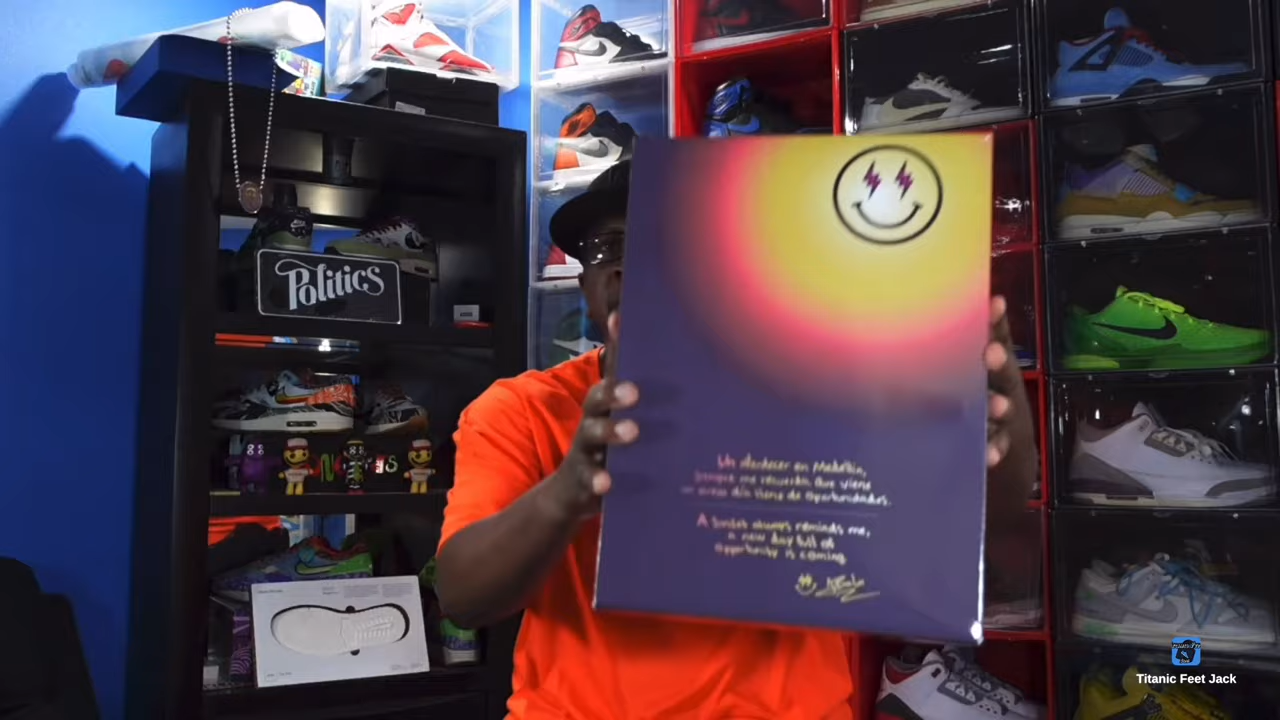 Politics
Un atardecer en Medellín,
siempre me recuerda que viene
un nuevo día lleno de oportunidades.
A sunset always reminds me,
a new day full of
opportunity is coming.
Titanic Feet Jack